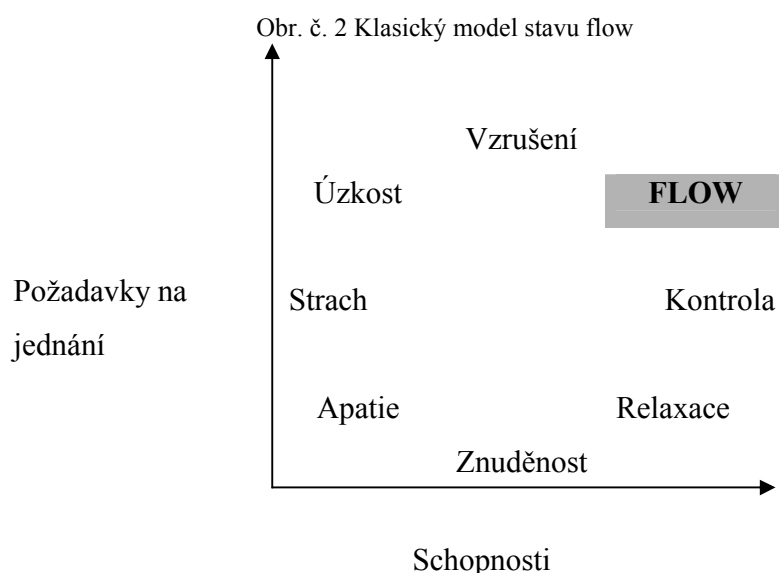 Obr. č. 2 Klasický model stavu flow
Vzrušení
Úzkost
FLOW
Požadavky na
jednání
Strach
Kontrola
Apatie
Relaxace
Znuděnost
Schopnosti